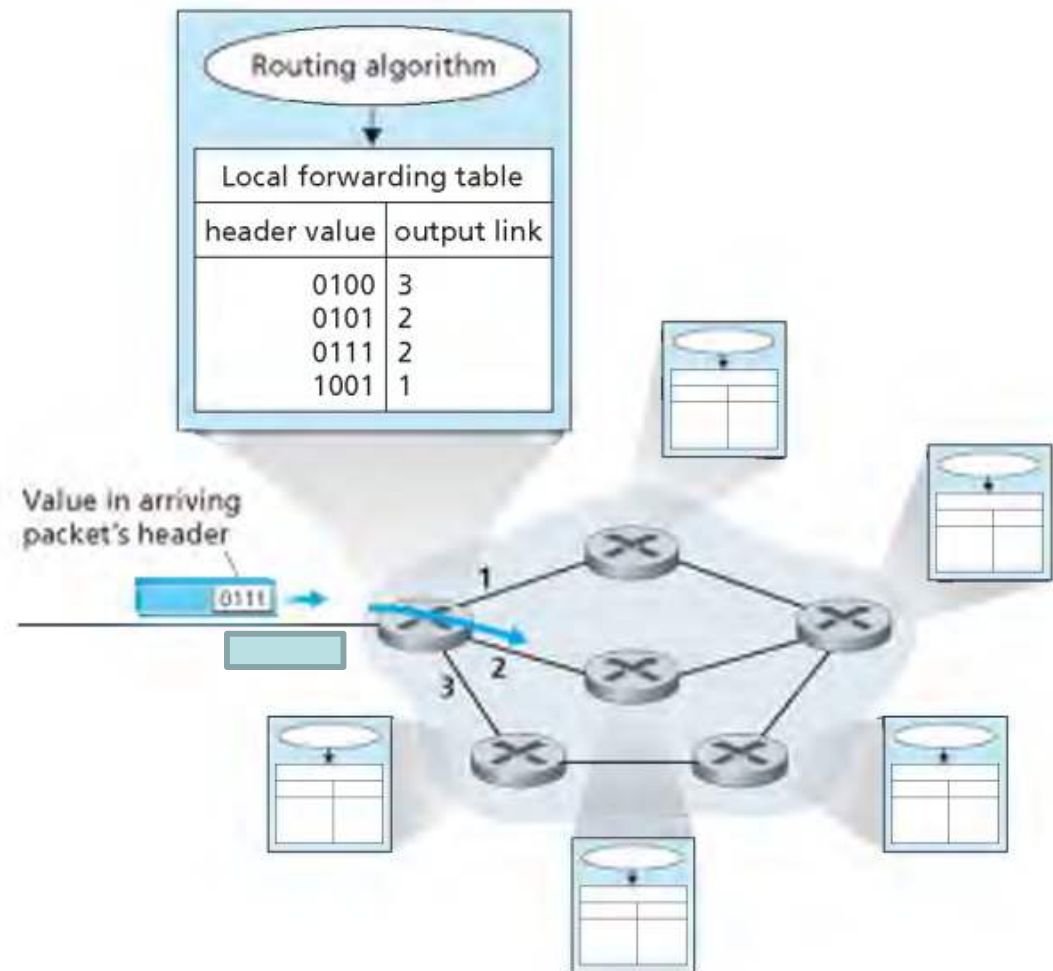 Routing algorithm
Local forwarding table
header value output link
0100 3
0101 2
0111 2
1001 1
Value in arriving
packet's header
0111
1
2
3